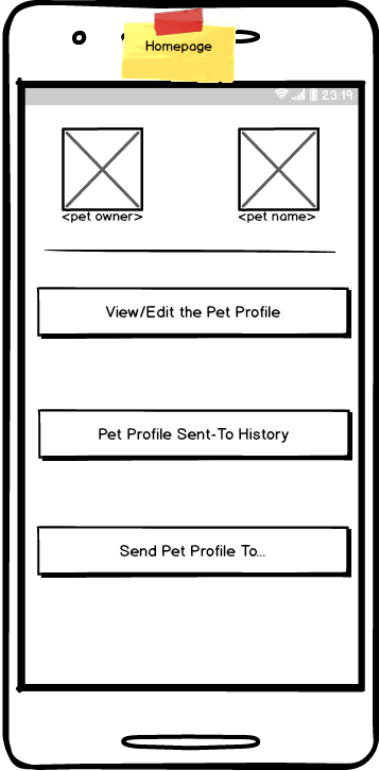 Homepage
23:19
<pet owner>
<pet name>
View/Edit the Pet Profile
Pet Profile Sent-To History
Send Pet Profile To...